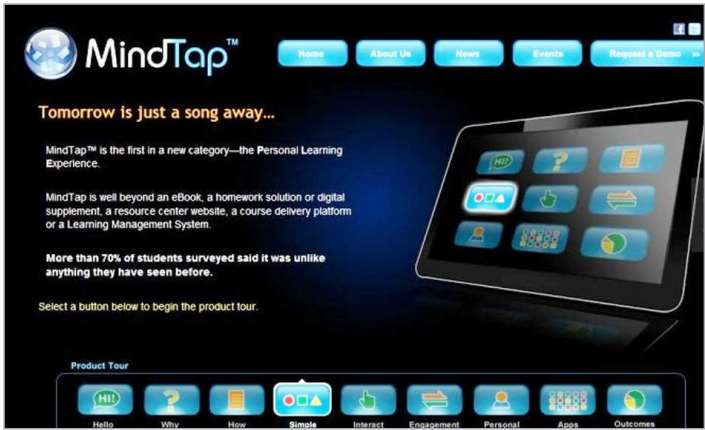 MindTap™
Home
About Us
News
Events
Request a Demo »
Tomorrow is just a song away...
MindTap™ is the first in a new category—the Personal Learning
Experience.
MindTap is well beyond an eBook, a homework solution or digital
supplement, a resource center website, a course delivery platform
or a Learning Management System.
More than 70% of students surveyed said it was unlike
anything they have seen before.
Select a button below to begin the product tour.
HI!
?
Product Tour
HI!
?
Hello
Why
How
Simple
Interact
Engagement
Personal
Apps
Outcomes